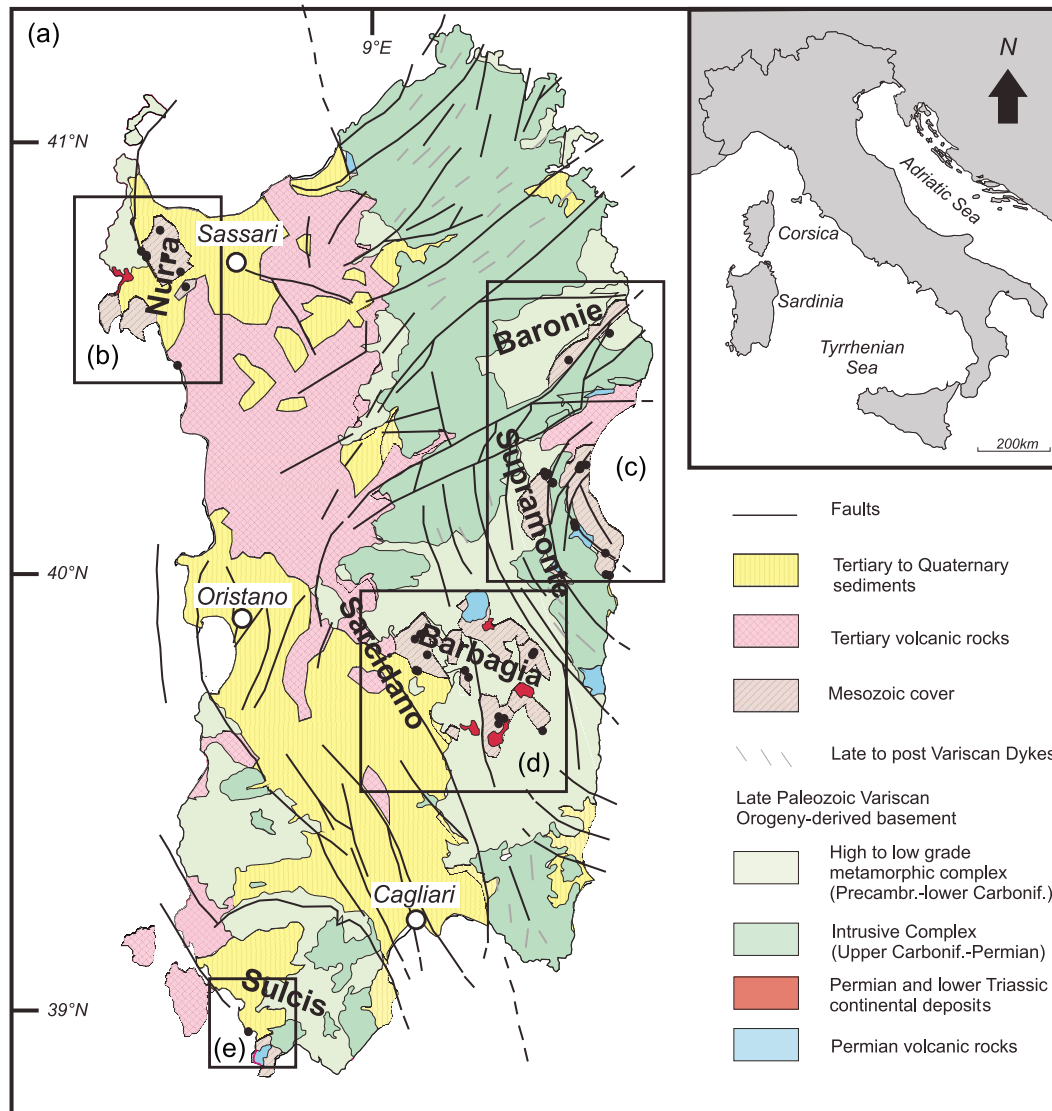 (a)
9°E
41°N
Sassari
Nurra
(b)
Baronie
Supramonte
(c)
40°N
Oristano
Sarcidano
Barbagia
(d)
Cagliari
39°N
Sulcis
(e)
N
Adriatic Sea
Corsica
Sardinia
Tyrrhenian
Sea
200km
Faults
Tertiary to Quaternary
sediments
Tertiary volcanic rocks
Mesozoic cover
Late to post Variscan Dykes
Late Paleozoic Variscan
Orogeny-derived basement
High to low grade
metamorphic complex
(Precambr.-lower Carbonif.)
Intrusive Complex
(Upper Carbonif.-Permian)
Permian and lower Triassic
continental deposits
Permian volcanic rocks